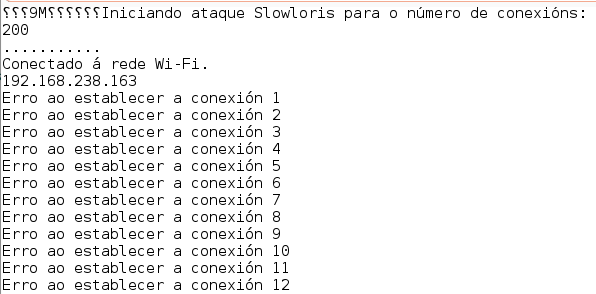 ⸮⸮⸮9M⸮⸮⸮⸮⸮⸮Iniciando ataque Slowloris para o número de conexións:
200
...........
Conectado á rede Wi-Fi.
192.168.238.163
Erro ao establecer a conexión 1
Erro ao establecer a conexión 2
Erro ao establecer a conexión 3
Erro ao establecer a conexión 4
Erro ao establecer a conexión 5
Erro ao establecer a conexión 6
Erro ao establecer a conexión 7
Erro ao establecer a conexión 8
Erro ao establecer a conexión 9
Erro ao establecer a conexión 10
Erro ao establecer a conexión 11
Erro ao establecer a conexión 12